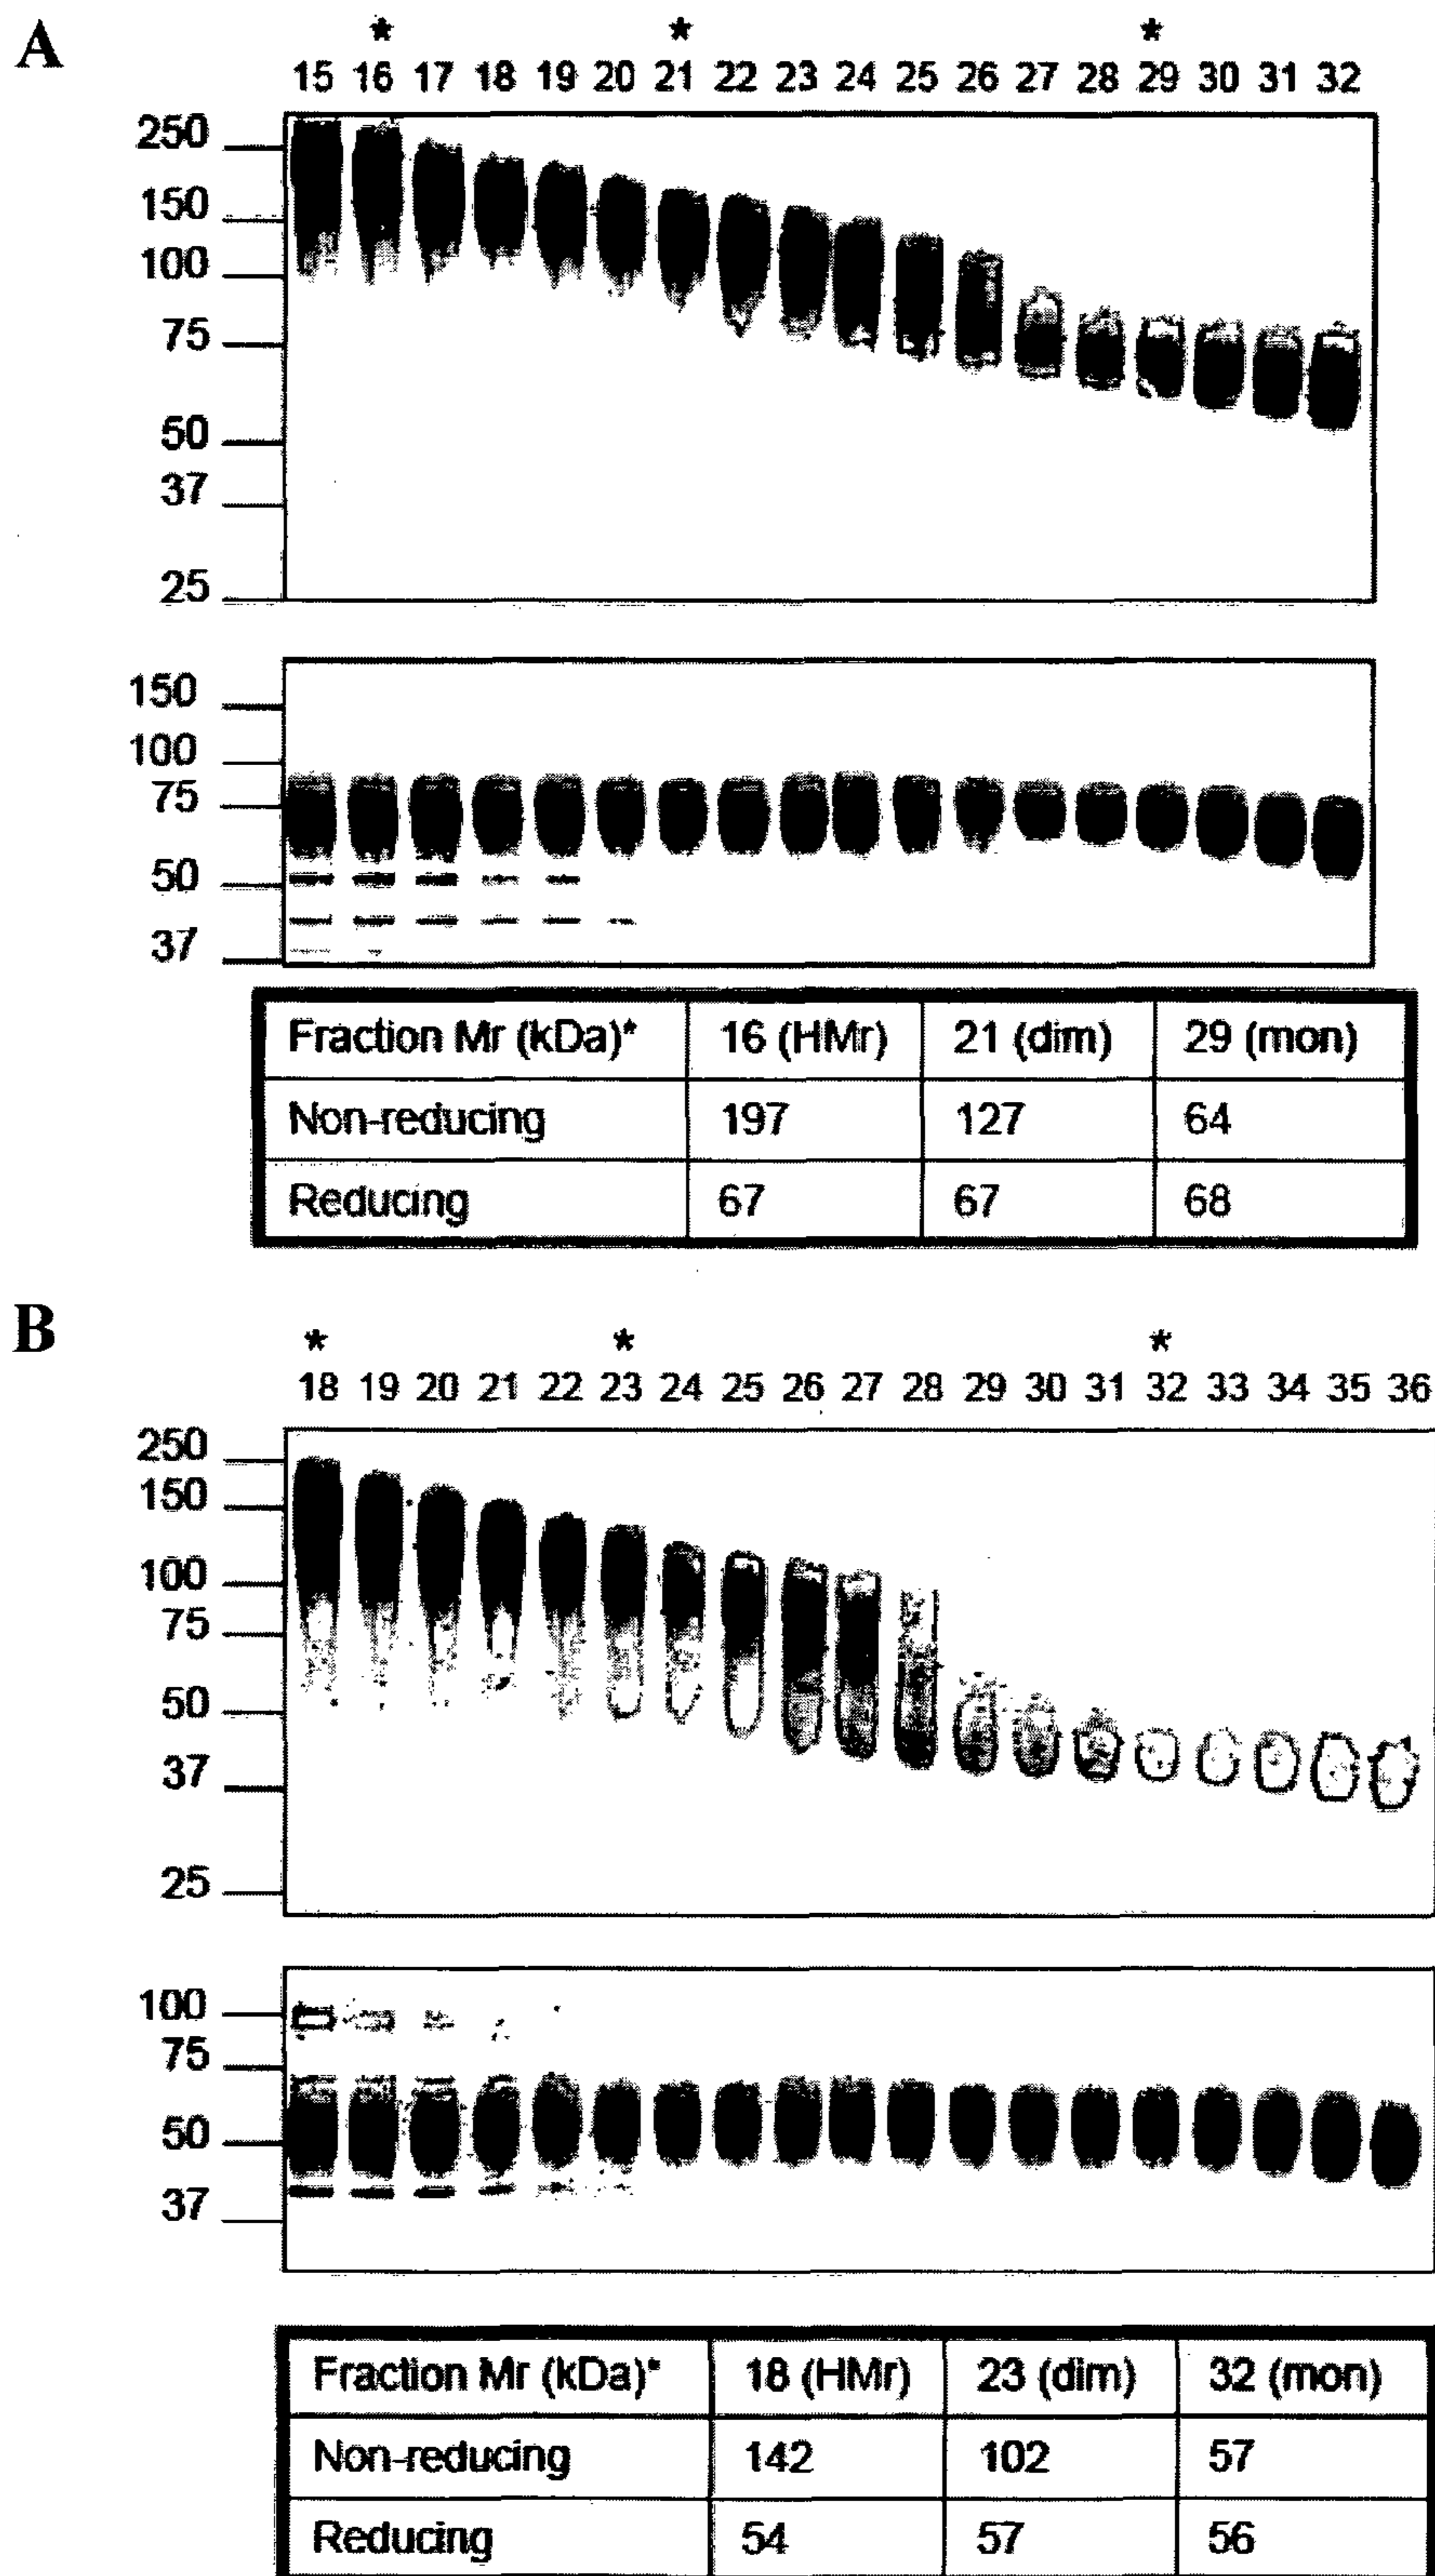 A
* * *
15 16 17 18 19 20 21 22 23 24 25 26 27 28 29 30 31 32
250
150
100
75
50
37
25
150
100
75
50
37
Fraction Mr (kDa)* 16 (HMr) 21 (dim) 29 (mon)
Non-reducing 197 127 64
Reducing 67 67 68
B
* * *
18 19 20 21 22 23 24 25 26 27 28 29 30 31 32 33 34 35 36
250
150
100
75
50
37
25
100
75
50
37
Fraction Mr (kDa)* 18 (HMr) 23 (dim) 32 (mon)
Non-reducing 142 102 57
Reducing 54 57 56